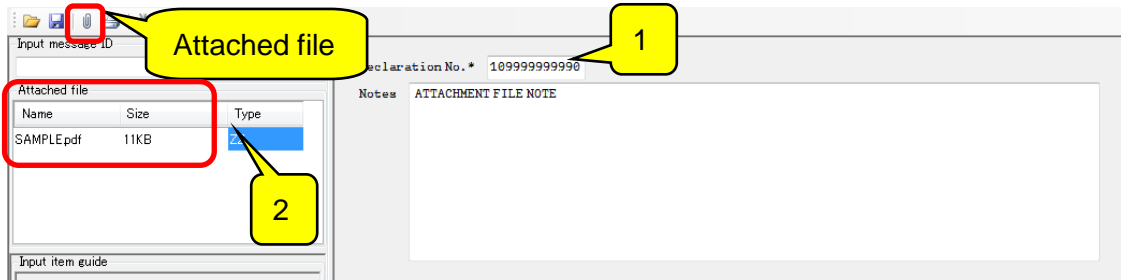 Attached file
1
Input message ID
Declaration No.* 109999999990
Attached file
Notes ATTACHMENT FILE NOTE
Name Size Type
SAMPLE.pdf 11KB
2
Input item guide